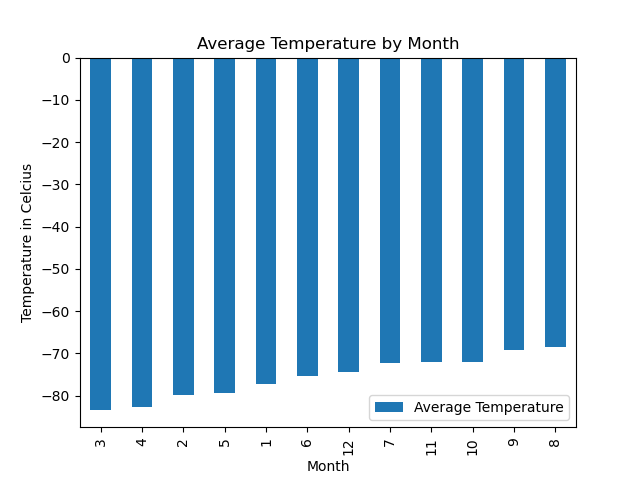 Average Temperature by Month
0
−10
−20
−30
−40
−50
−60
−70
−80
Temperature in Celcius
Average Temperature
3 4 2 5 1 6 12 7 11 10 9 8
Month